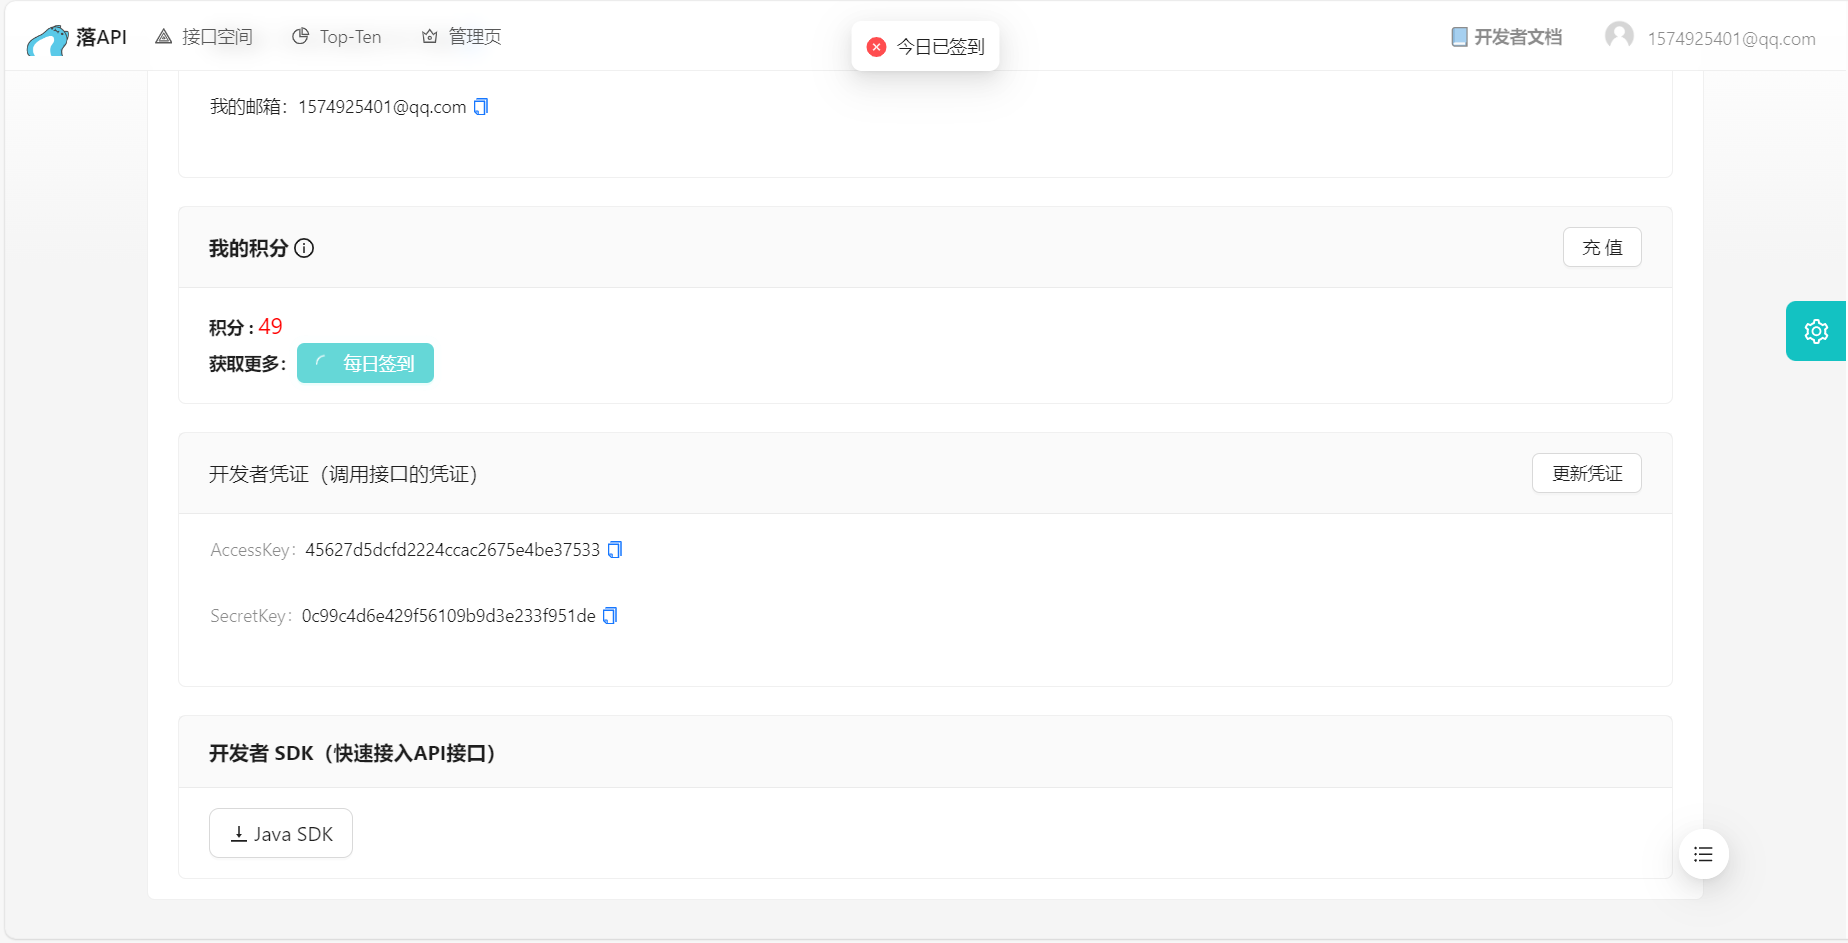 落API
接口空间
Top-Ten
管理页
今日已签到
开发者文档
1574925401@qq.com
我的邮箱：1574925401@qq.com
我的积分
充 值
积分 : 49
获取更多：
每日签到
开发者凭证（调用接口的凭证）
更新凭证
AccessKey：45627d5dcfd2224ccac2675e4be37533
SecretKey：0c99c4d6e429f56109b9d3e233f951de
开发者 SDK（快速接入API接口）
Java SDK